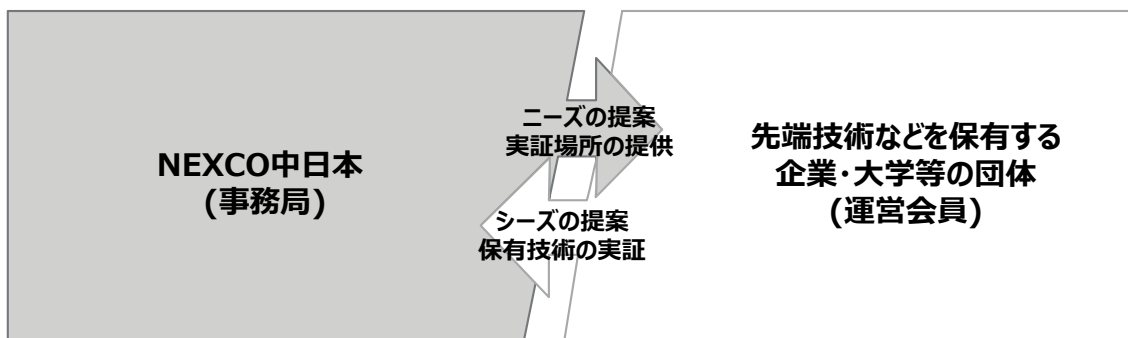 NEXCO中日本
(事務局)
ニーズの提案
実証場所の提供
シーズの提案
保有技術の実証
先端技術などを保有する
企業・大学等の団体
(運営会員)